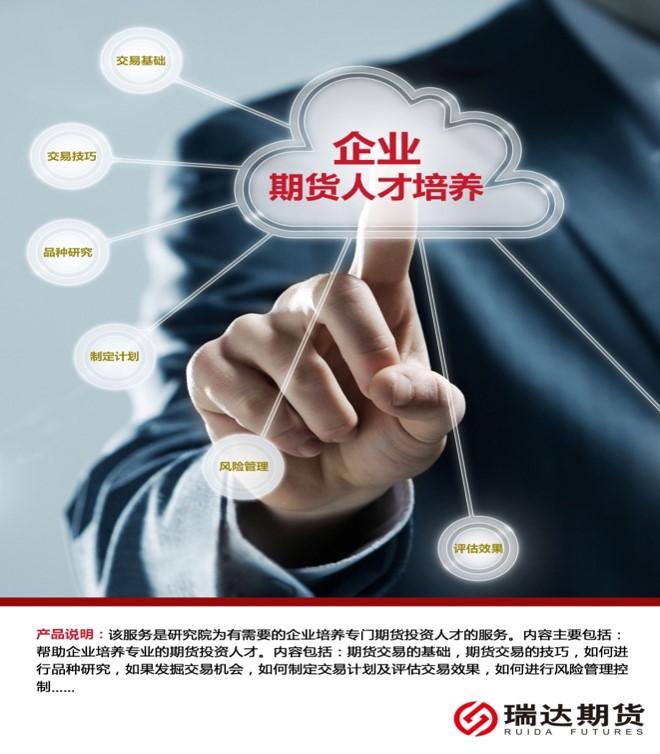 交易基础
企业
期货人才培养
交易技巧
品种研究
制定计划
风险管理
评估效果
产品说明：该服务是研究院为有需要的企业培养专门期货投资人才的服务。内容主要包括：
帮助企业培养专业的期货投资人才。内容包括：期货交易的基础，期货交易的技巧，如何进
行品种研究，如果发掘交易机会，如何制定交易计划及评估交易效果，如何进行风险管理控
制......
瑞达期货
RUIDA FUTURES